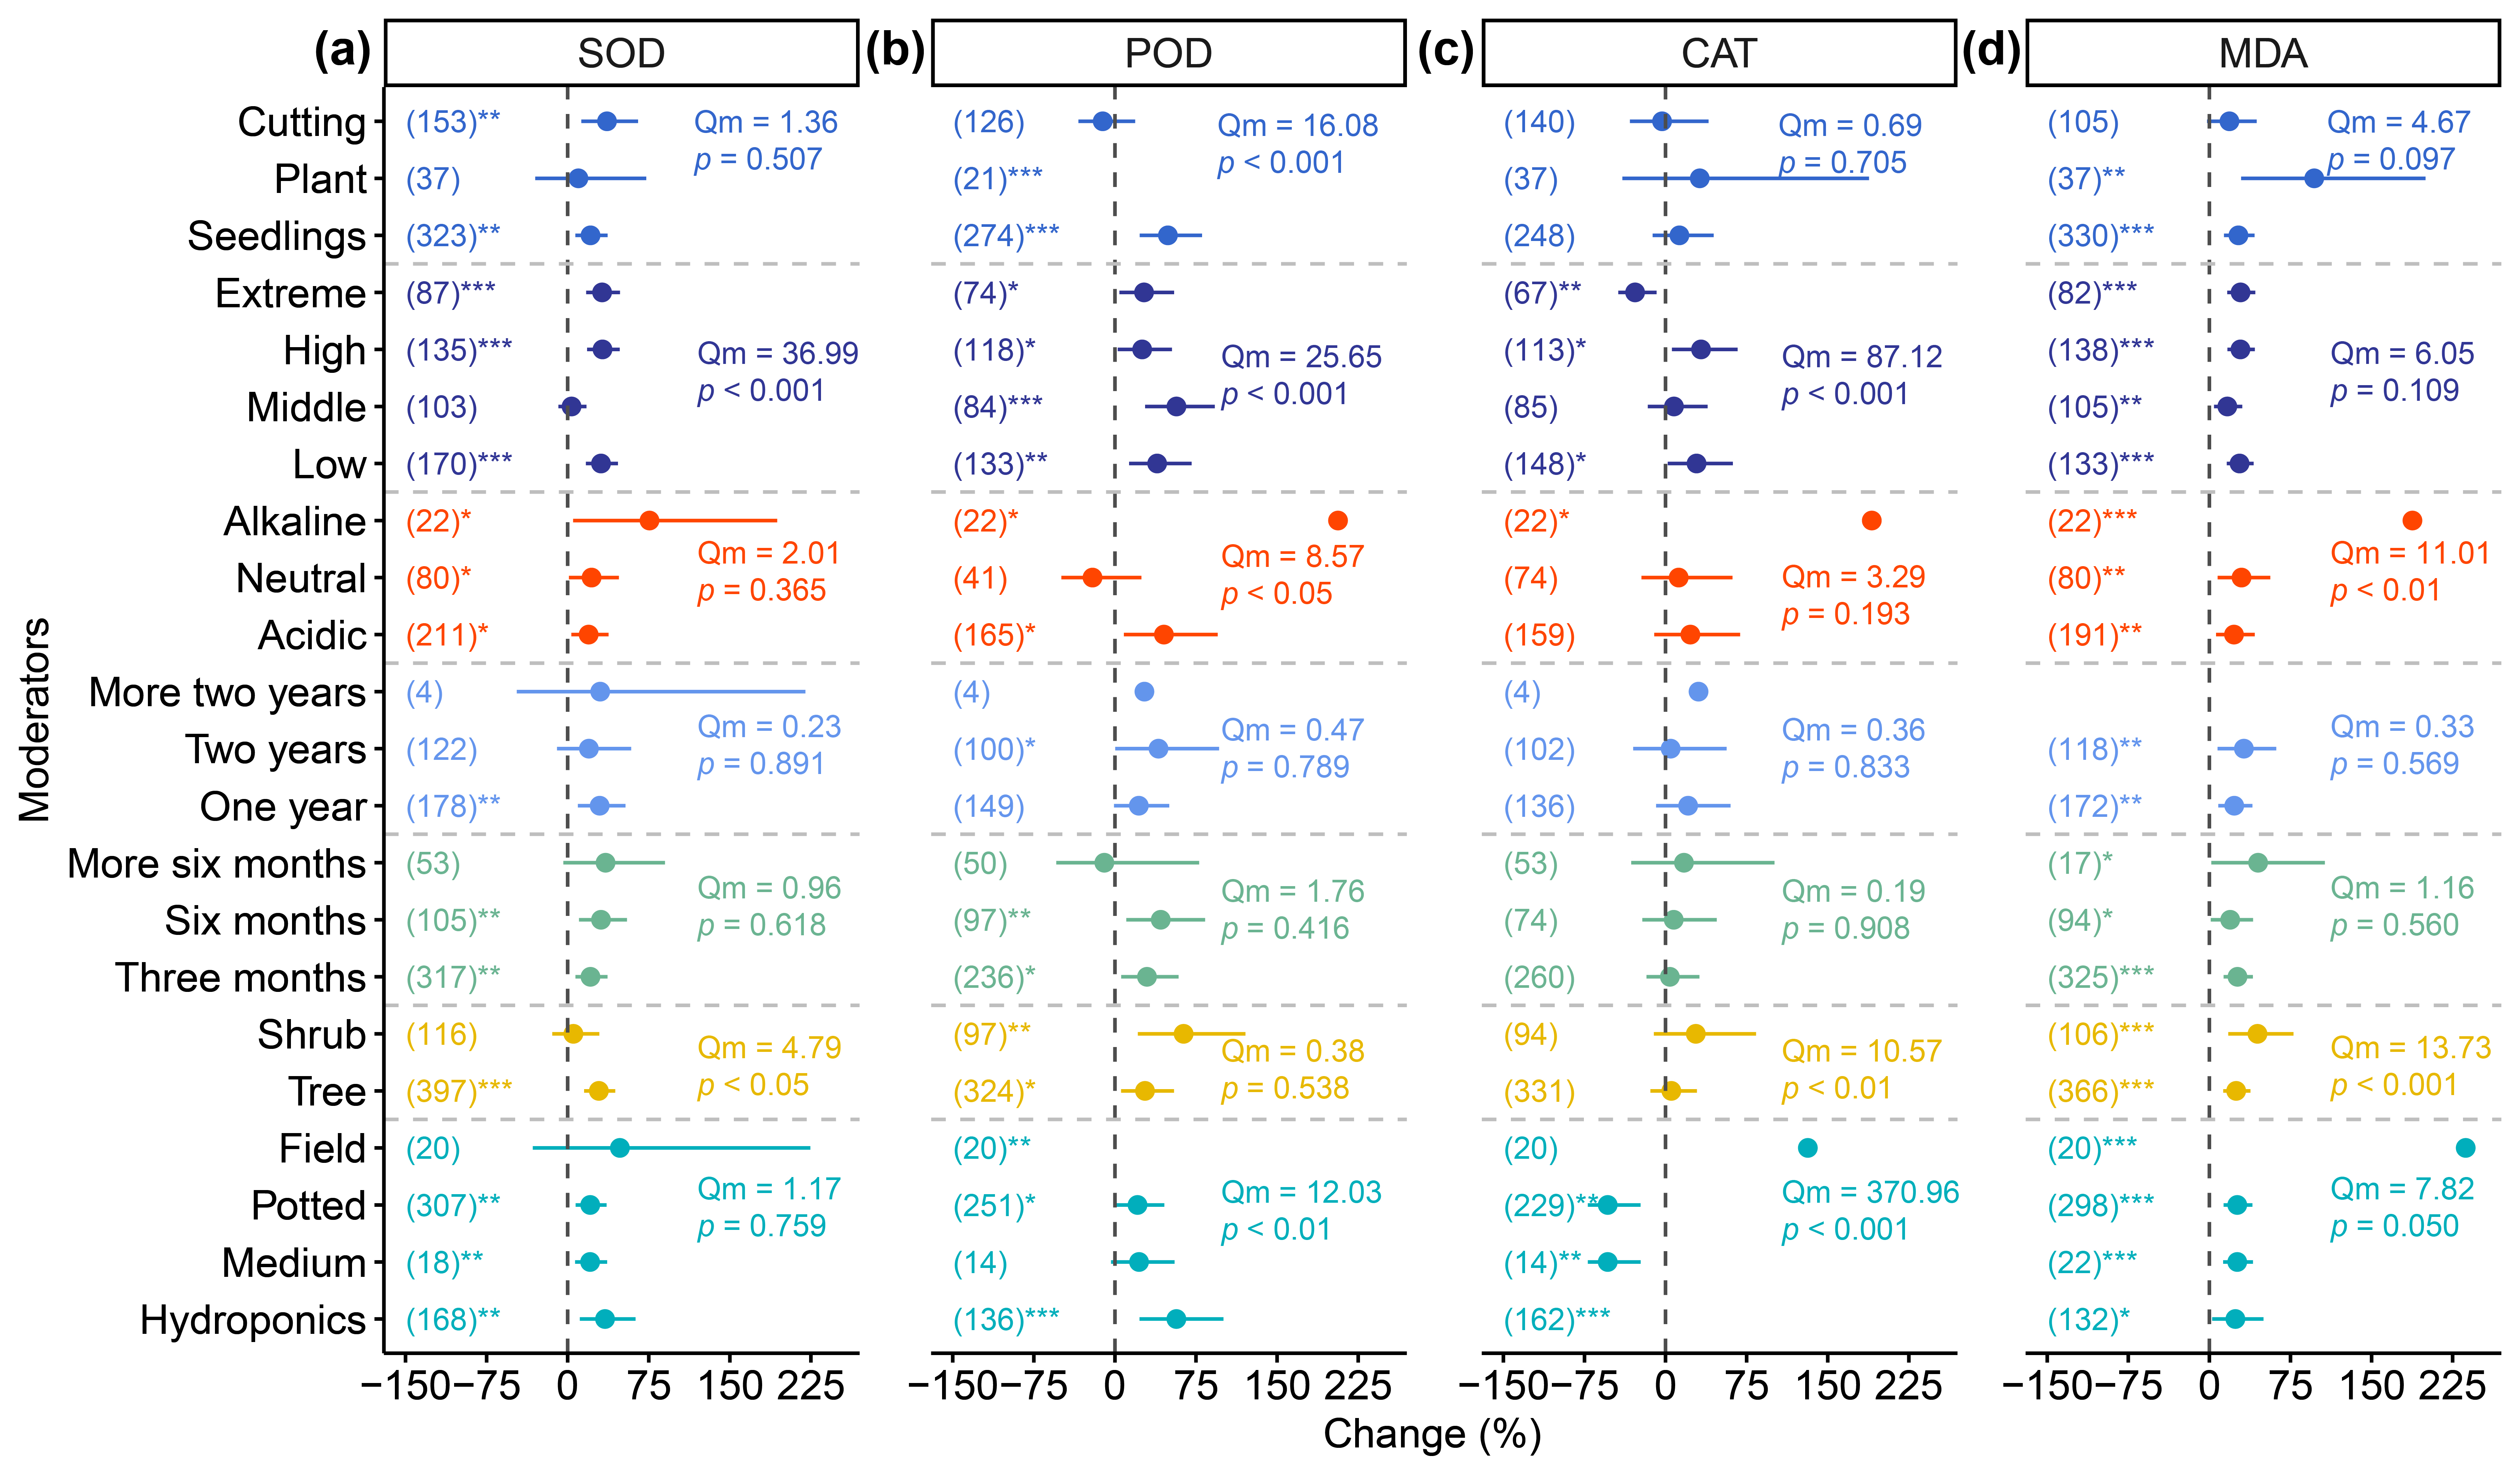 (a) SOD (b) POD (c) CAT (d) MDA
Cutting (153)** Qm = 1.36 (126) Qm = 16.08 (140) Qm = 0.69 (105) Qm = 4.67
p = 0.507 p < 0.001 p = 0.705 p = 0.097
Plant (37) (21)*** (37) (37)**
Seedlings (323)** (274)*** (248) (330)***
Extreme (87)*** (74)* (67)** (82)***
High (135)*** Qm = 36.99 (118)* Qm = 25.65 (113)* Qm = 87.12 (138)*** Qm = 6.05
p < 0.001 p < 0.001 p < 0.001 p = 0.109
Middle (103) (84)*** (85) (105)**
Low (170)*** (133)** (148)* (133)***
Alkaline (22)* (22)* (22)* (22)***
Qm = 2.01 Qm = 8.57 Qm = 3.29 Qm = 11.01
Neutral (80)* (41) (74) (80)**
p = 0.365 p < 0.05 p = 0.193 p < 0.01
Acidic (211)* (165)* (159) (191)**
More two years (4) (4) (4)
Qm = 0.23 Qm = 0.47 Qm = 0.36 Qm = 0.33
Two years (122) (100)* (102) (118)**
p = 0.891 p = 0.789 p = 0.833 p = 0.569
One year (178)** (149) (136) (172)**
More six months (53) (50) (53) (17)*
Qm = 0.96 Qm = 1.76 Qm = 0.19 Qm = 1.16
Six months (105)** (97)** (74) (94)*
p = 0.618 p = 0.416 p = 0.908 p = 0.560
Three months (317)** (236)* (260) (325)***
Shrub (116) (97)** (94) (106)***
Qm = 4.79 Qm = 0.38 Qm = 10.57 Qm = 13.73
p < 0.05 p = 0.538 p < 0.01 p < 0.001
Tree (397)*** (324)* (331) (366)***
Field (20) (20)** (20) (20)***
Qm = 1.17 Qm = 12.03 Qm = 370.96 Qm = 7.82
Potted (307)** (251)* (229)** (298)***
p = 0.759 p < 0.01 p < 0.001 p = 0.050
Medium (18)** (14) (14)** (22)***
Hydroponics (168)** (136)*** (162)*** (132)*
−150 −75 0 75 150 225 −150 −75 0 75 150 225 −150 −75 0 75 150 225 −150 −75 0 75 150 225
Change (%)
Moderators